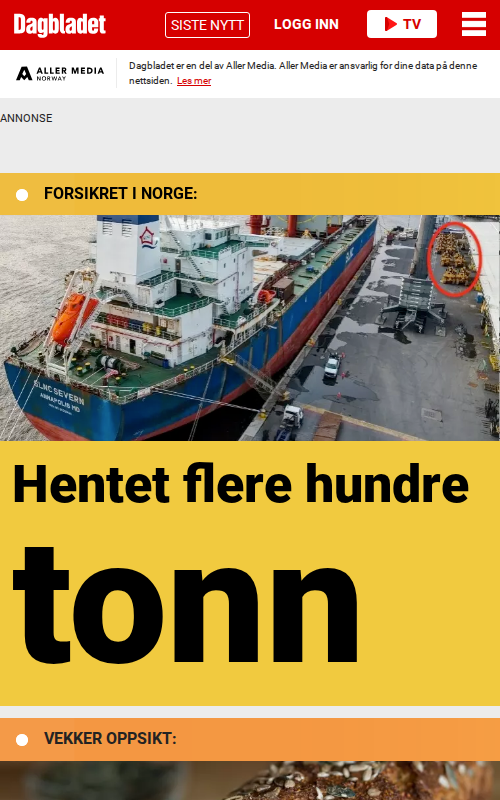 Dagbladet
SISTE NYTT
LOGG INN
TV
ALLER MEDIA
NORWAY
Dagbladet er en del av Aller Media. Aller Media er ansvarlig for dine data på denne
nettsiden. Les mer
ANNONSE
FORSIKRET I NORGE:
SLNC
SLNC SEVERN
ANNAPOLIS MD
Hentet flere hundre
tonn
VEKKER OPPSIKT: